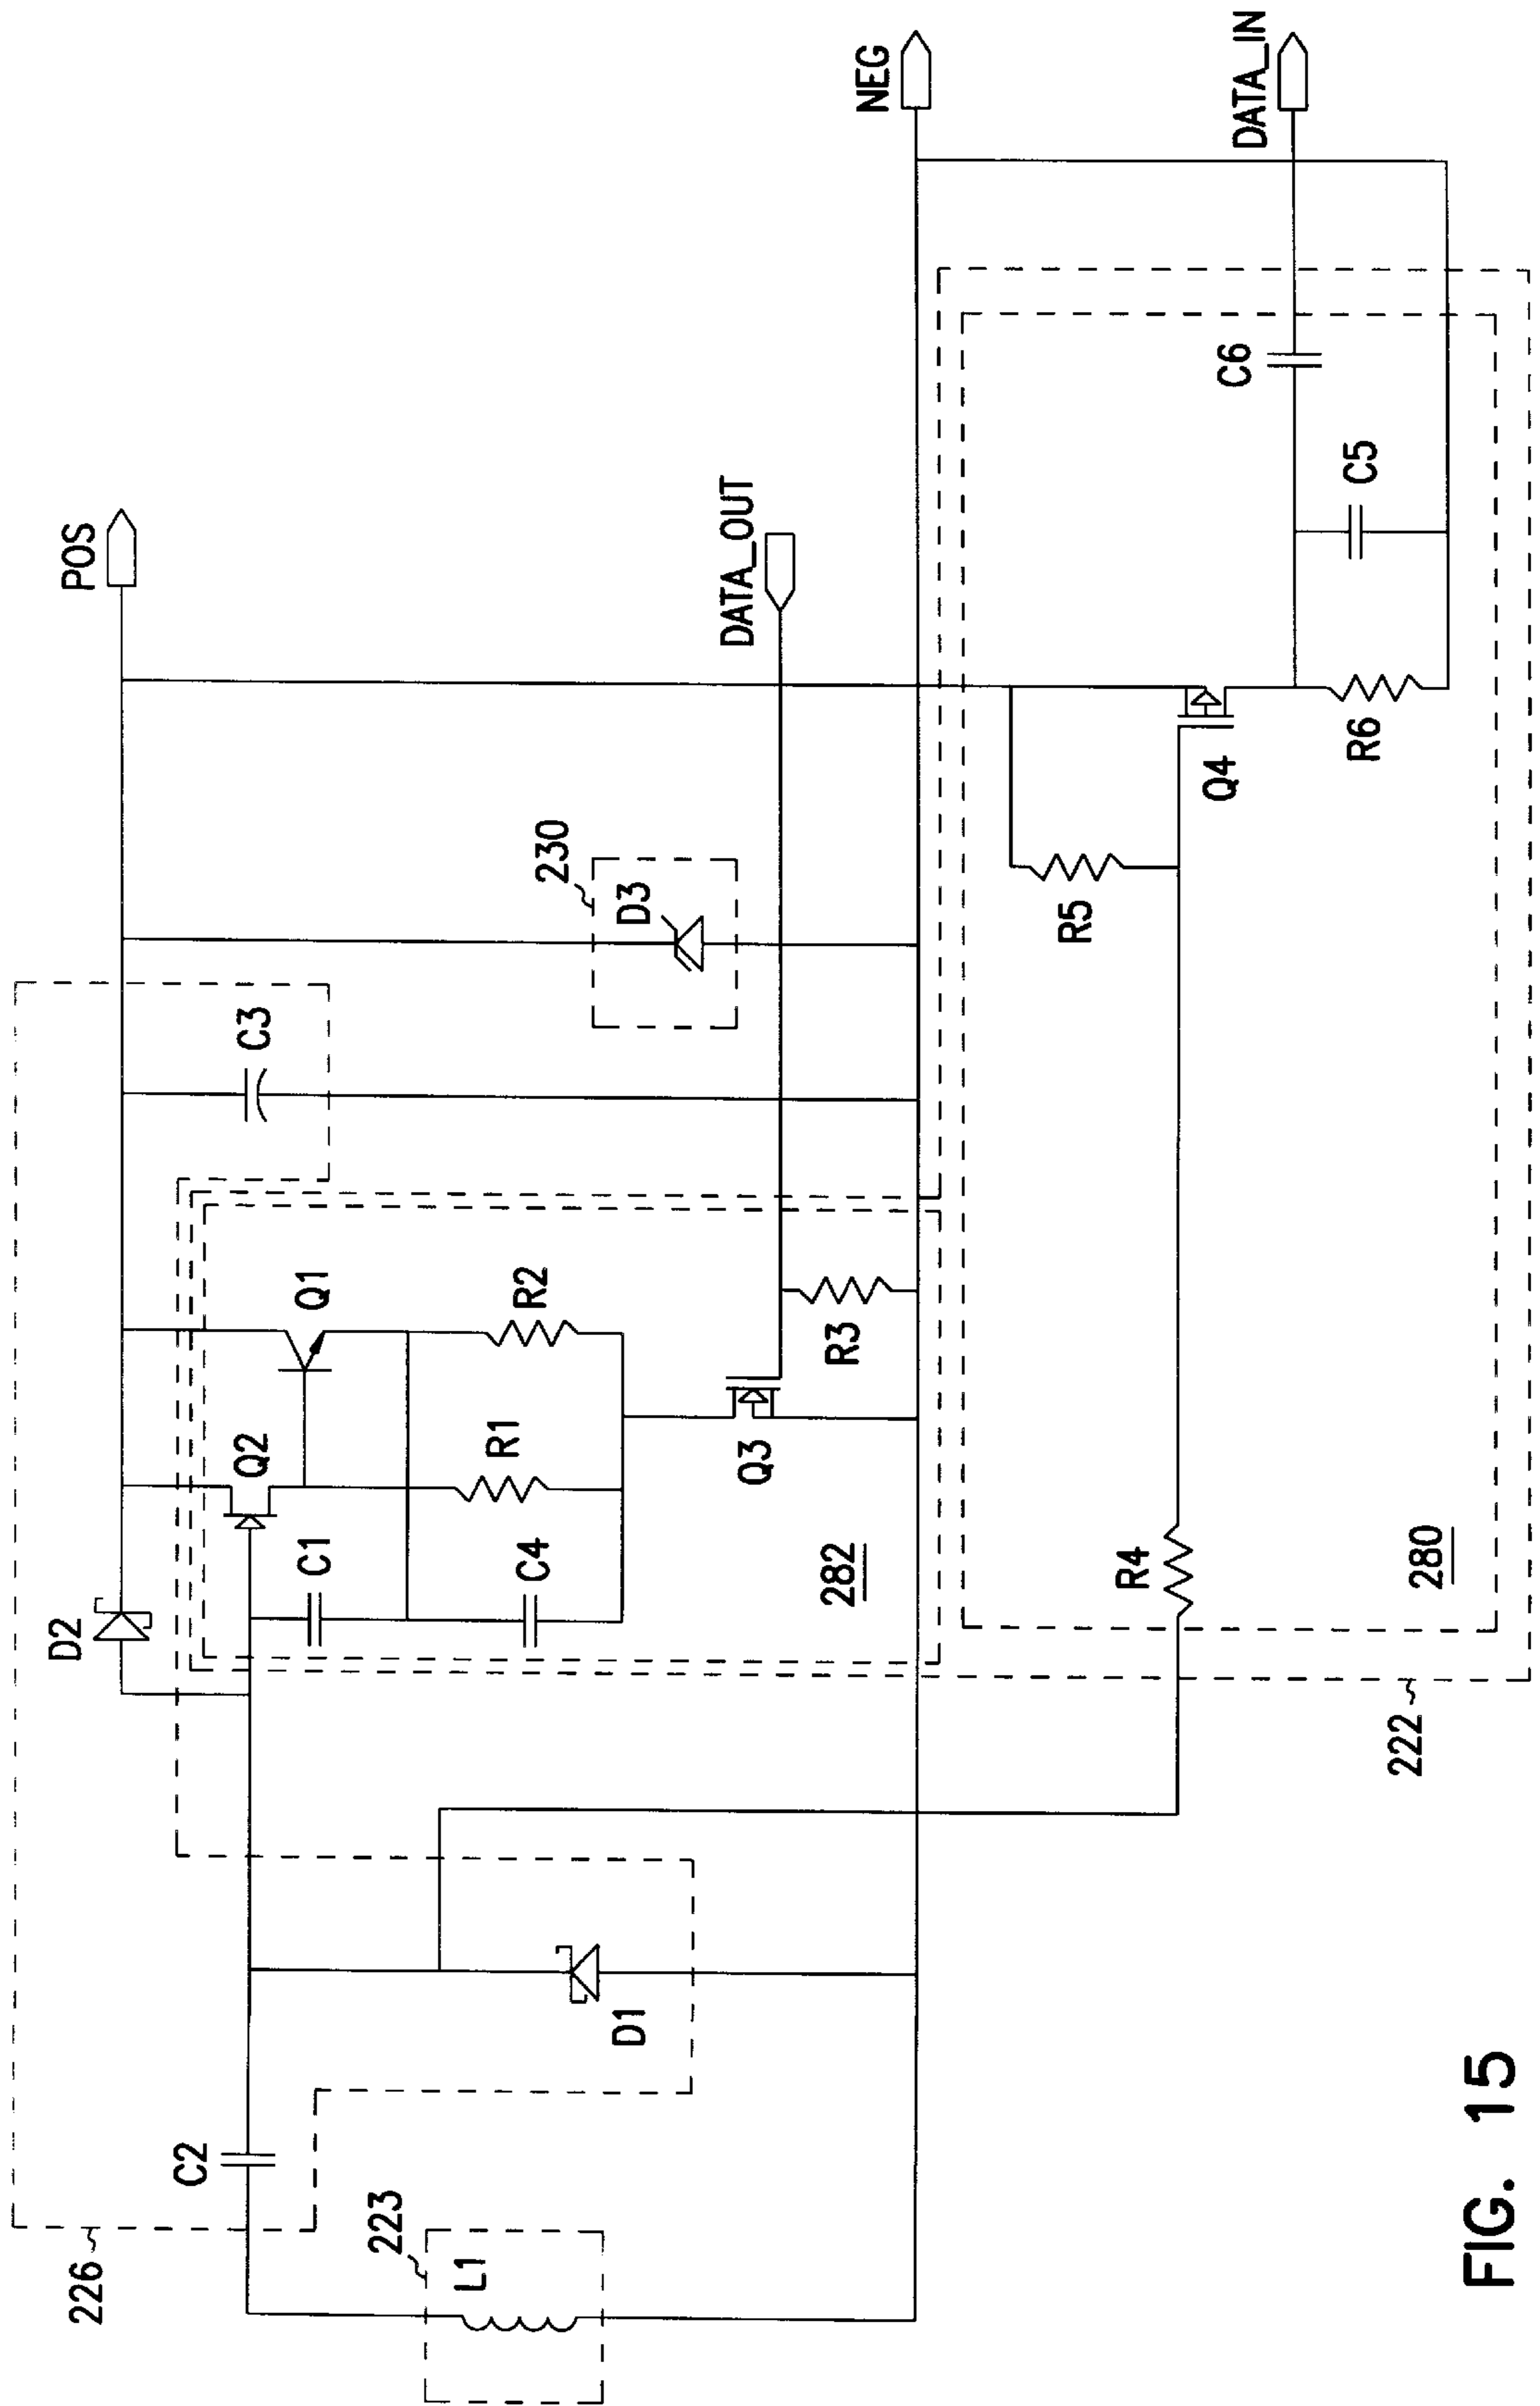 POS
NEG
DATA_IN
DATA_OUT
D2
Q2
Q1
C3
C1
R1
R2
C4
230
D3
C2
226
223
L1
D1
Q3
R3
282
R5
Q4
R4
C6
C5
R6
280
222
FIG. 15